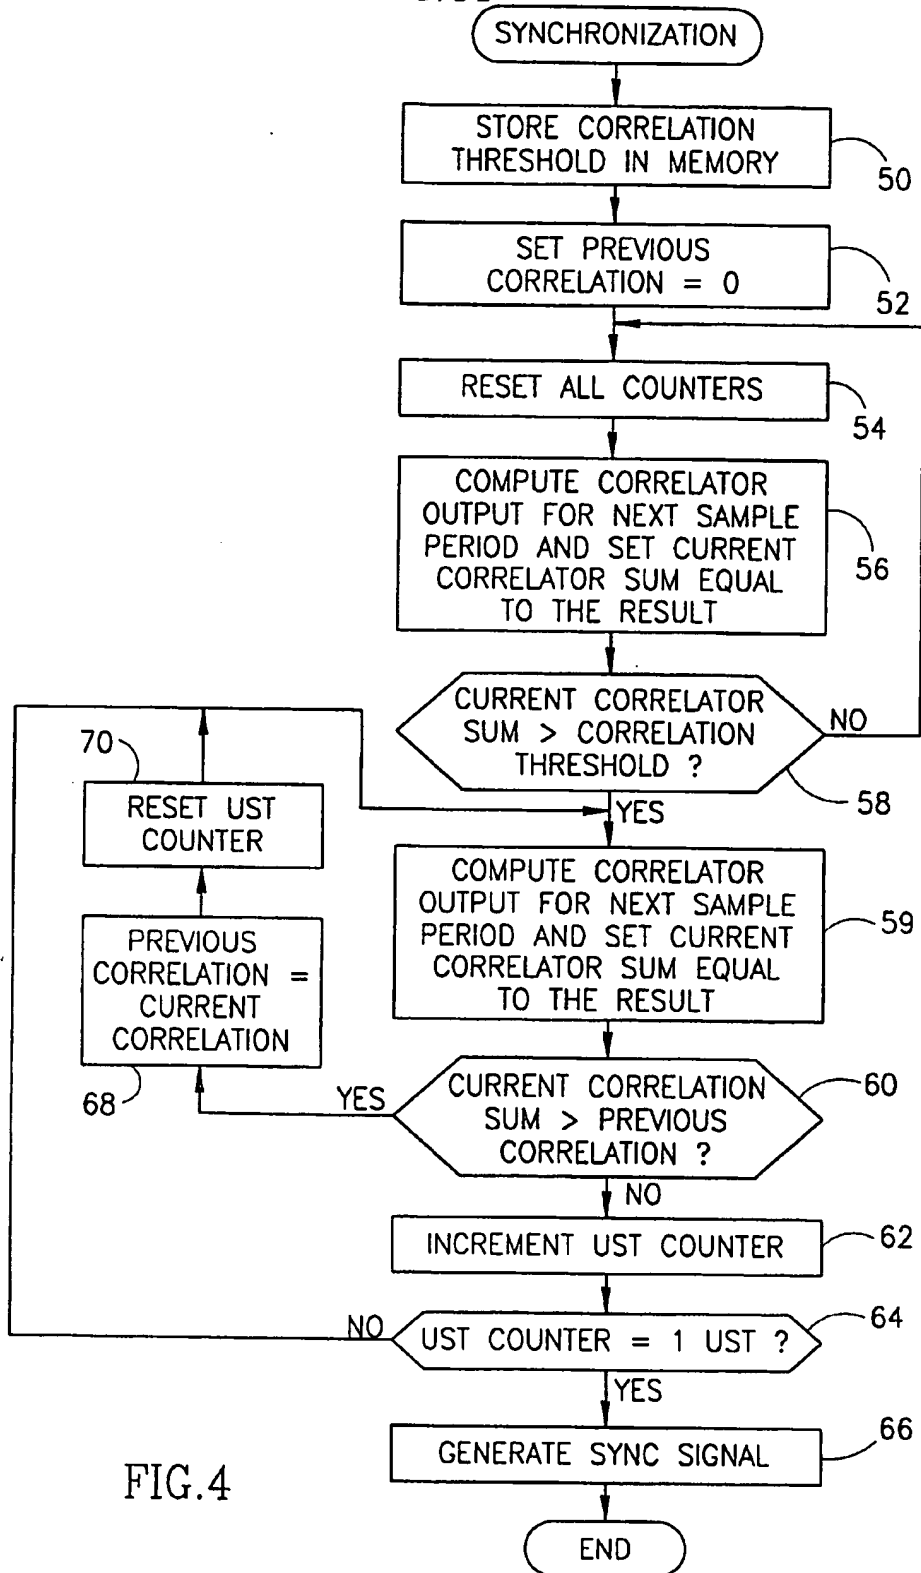 SYNCHRONIZATION
STORE CORRELATION
THRESHOLD IN MEMORY
50
SET PREVIOUS
CORRELATION = 0
52
RESET ALL COUNTERS
54
COMPUTE CORRELATOR
OUTPUT FOR NEXT SAMPLE
PERIOD AND SET CURRENT
CORRELATOR SUM EQUAL
TO THE RESULT
56
CURRENT CORRELATOR
SUM > CORRELATION
THRESHOLD ?
NO
58
YES
70
RESET UST
COUNTER
COMPUTE CORRELATOR
OUTPUT FOR NEXT SAMPLE
PERIOD AND SET CURRENT
CORRELATOR SUM EQUAL
TO THE RESULT
59
PREVIOUS
CORRELATION =
CURRENT
CORRELATION
68
YES
CURRENT CORRELATION
SUM > PREVIOUS
CORRELATION ?
60
NO
INCREMENT UST COUNTER
62
NO
UST COUNTER = 1 UST ?
64
YES
GENERATE SYNC SIGNAL
66
END
FIG.4